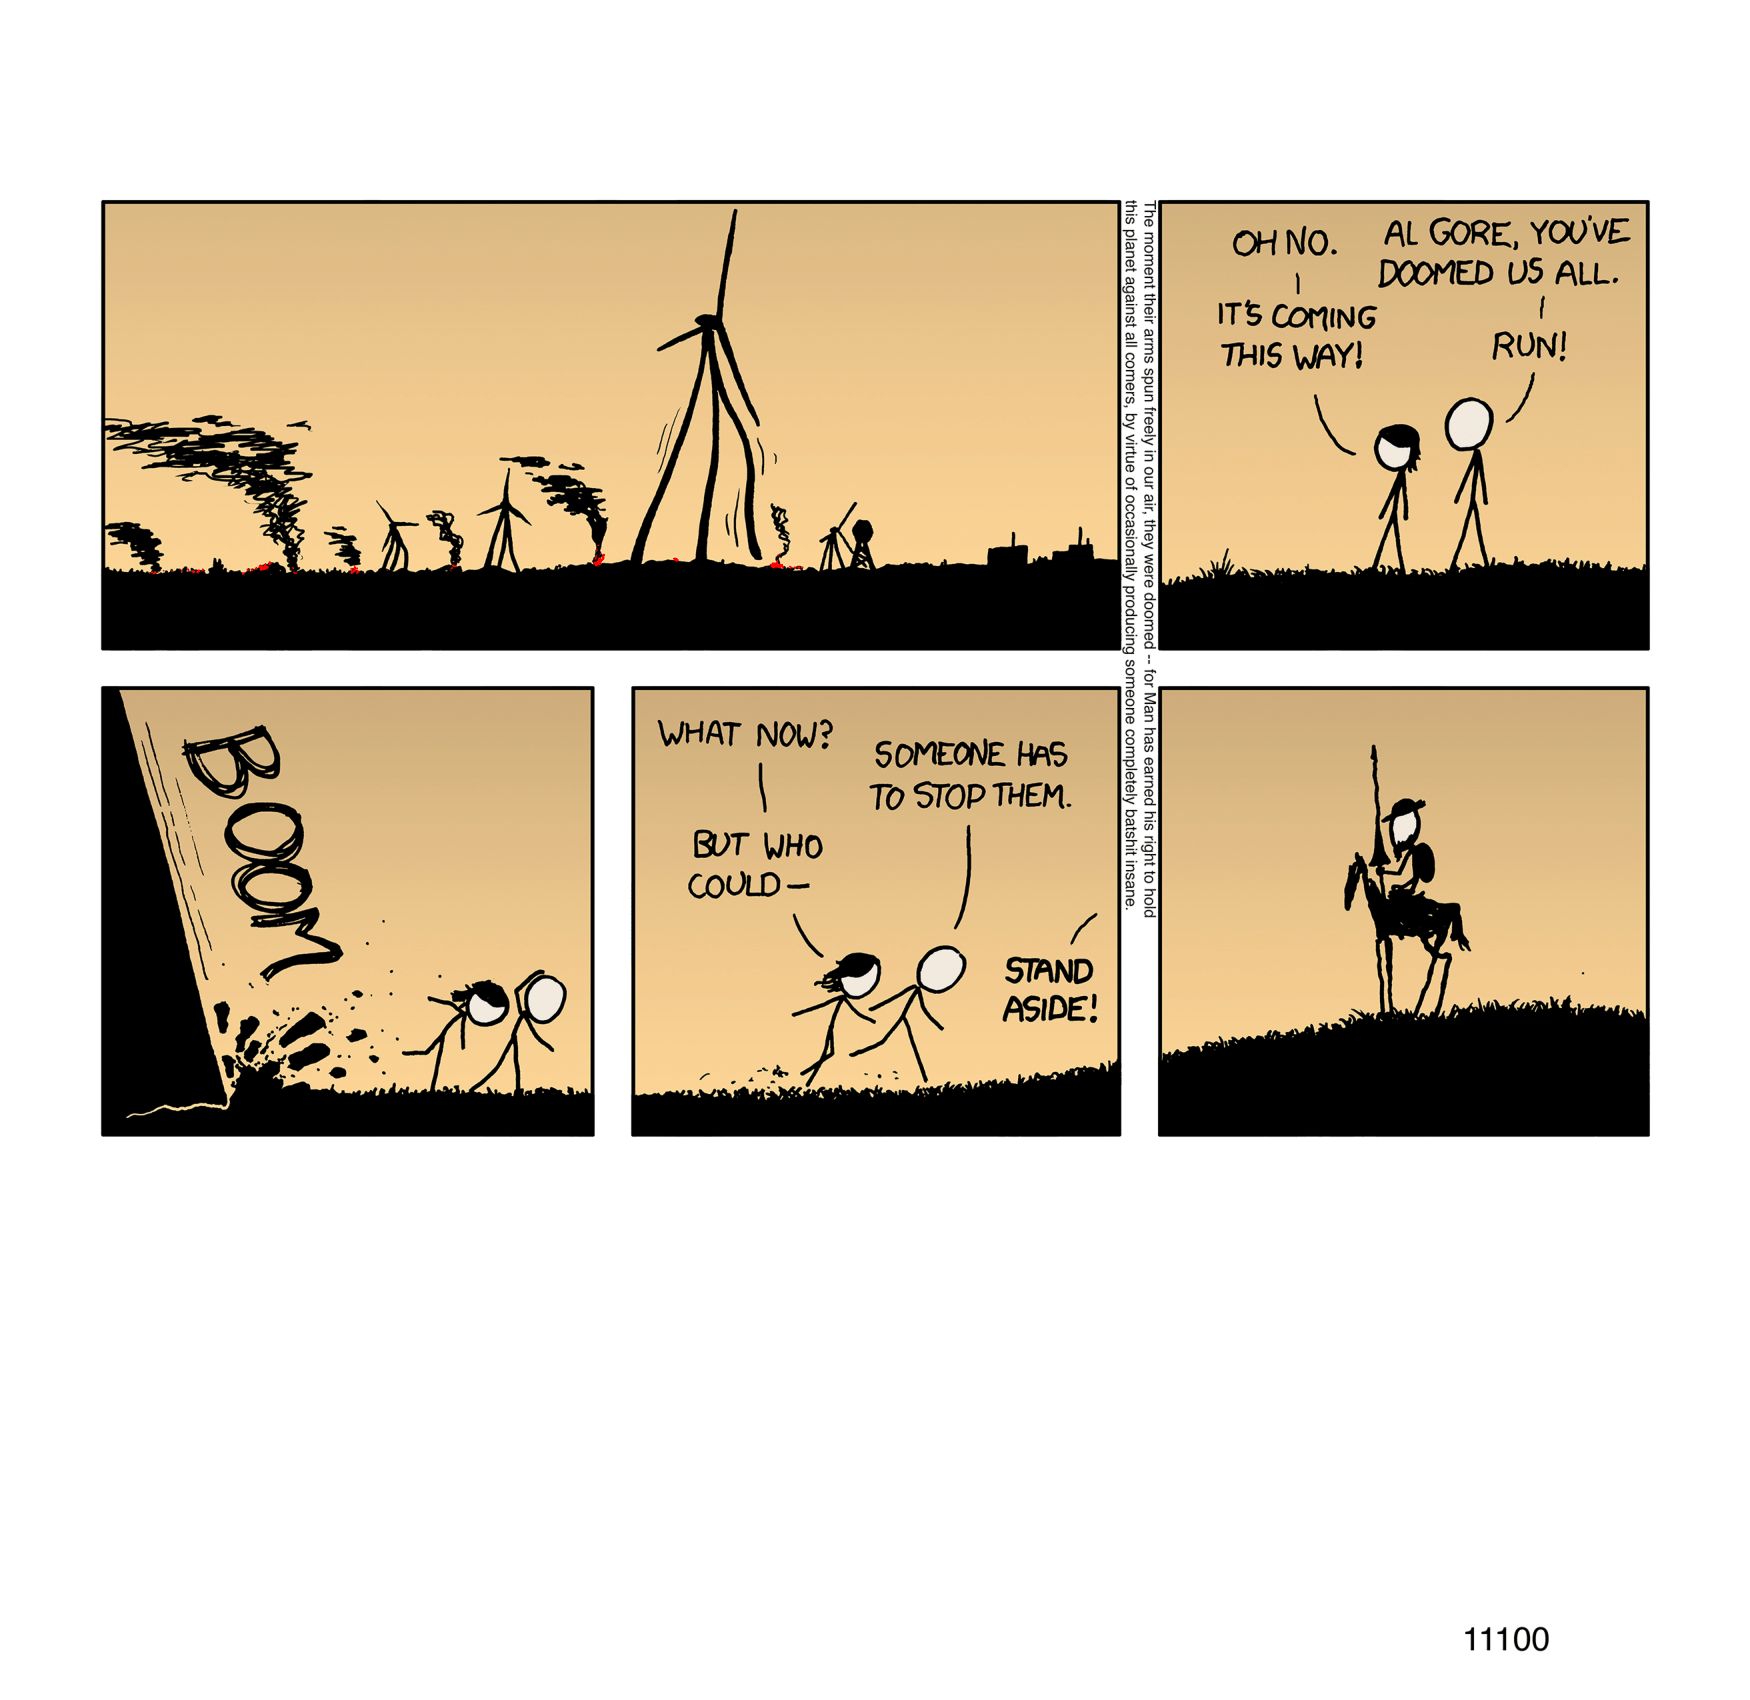 OH NO.
IT'S COMING
THIS WAY!
AL GORE, YOU'VE
DOOMED US ALL.
RUN!
The moment their arms spun freely in our air, they were doomed -- for Man has earned his right to hold
this planet against all comers, by virtue of occasionally producing someone completely batshit insane.
BOOM
WHAT NOW?
BUT WHO
COULD—
SOMEONE HAS
TO STOP THEM.
STAND
ASIDE!
11100